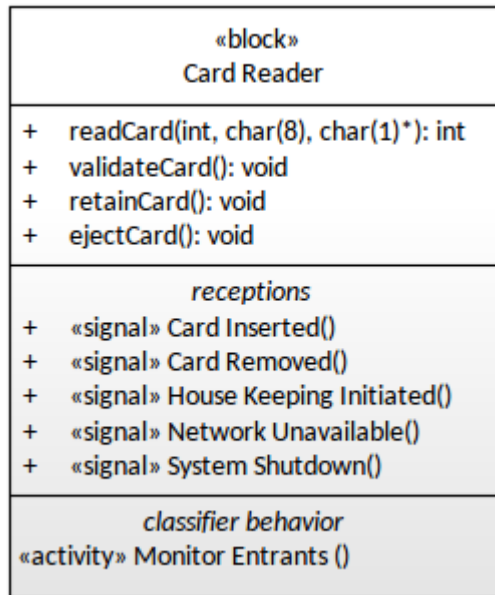 «block»
Card Reader
+ readCard(int, char(8), char(1)*): int
+ validateCard(): void
+ retainCard(): void
+ ejectCard(): void
receptions
+ «signal» Card Inserted()
+ «signal» Card Removed()
+ «signal» House Keeping Initiated()
+ «signal» Network Unavailable()
+ «signal» System Shutdown()
classifier behavior
«activity» Monitor Entrants ()